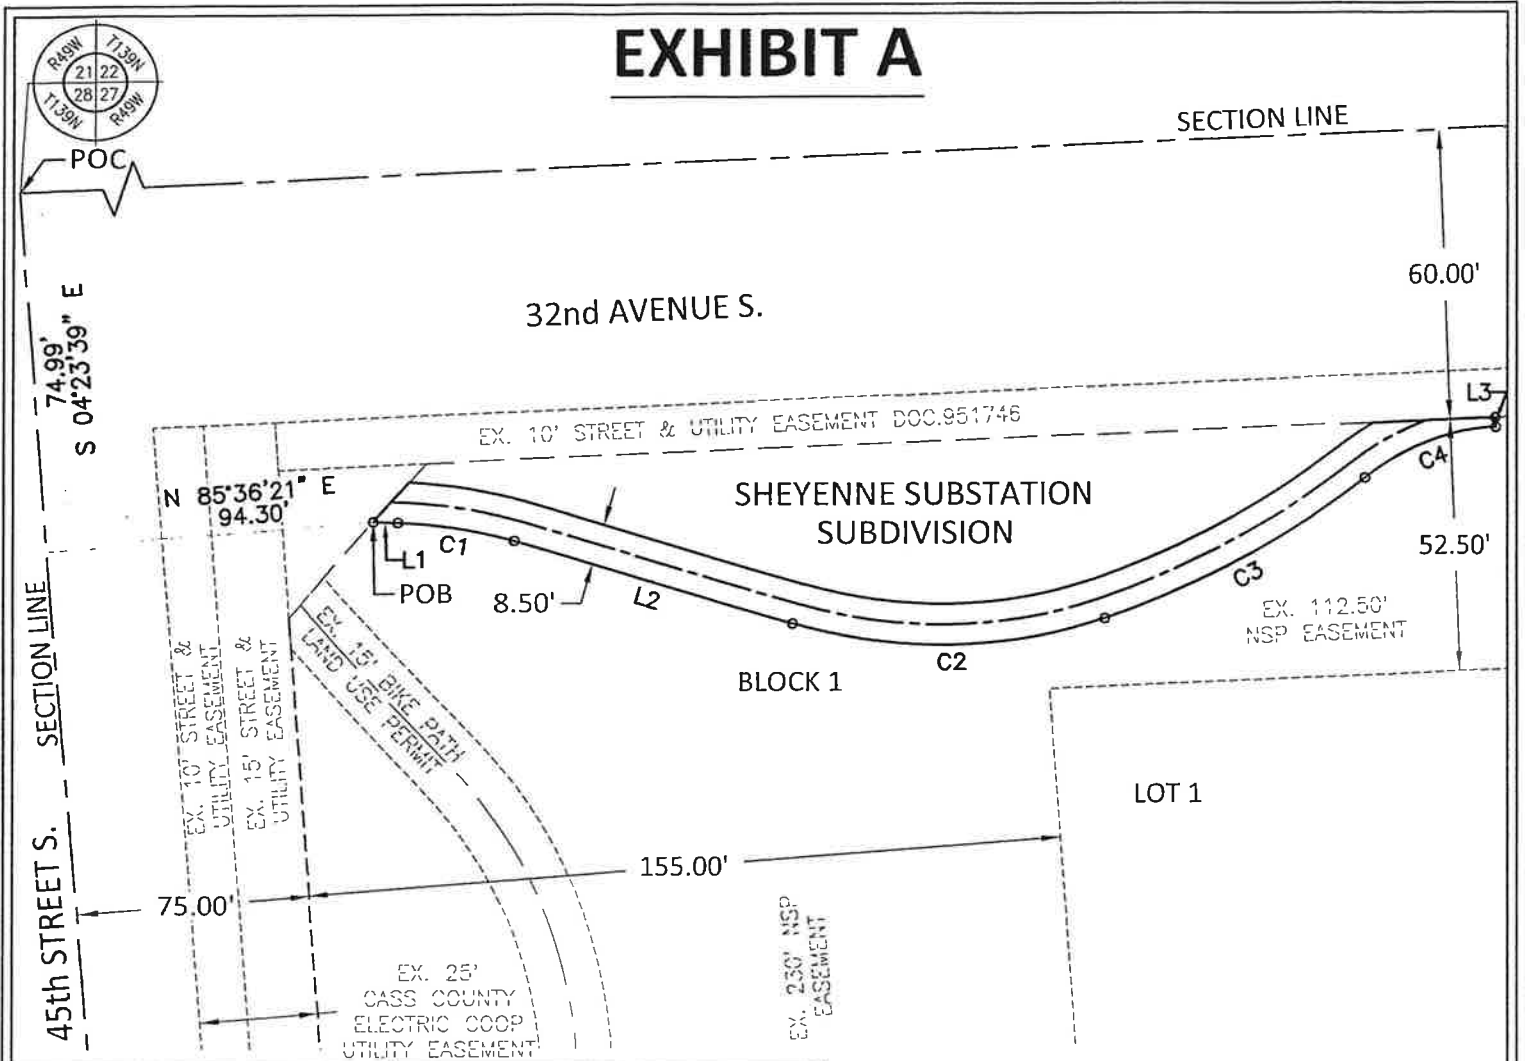 EXHIBIT A
R49W
T139N
21 22
28 27
T139N
R49W
POC
SECTION LINE
60.00'
74.99'
S 04°23'39" E
32nd AVENUE S.
L3
EX. 10' STREET & UTILITY EASEMENT DOC.951746
N 85°36'21" E
94.30'
C4
SHEYENNE SUBSTATION
SUBDIVISION
C1
L1
POB
8.50'
L2
C3
52.50'
EX. 112.50'
NSP EASEMENT
C2
BLOCK 1
EX. 15' BIKE PATH
LAND USE PERMIT
SECTION LINE
EX. 10' STREET &
UTILITY EASEMENT
EX. 15' STREET &
UTILITY EASEMENT
LOT 1
155.00'
75.00'
45th STREET S.
EX. 230' NSP
EASEMENT
EX. 25'
CASS COUNTY
ELECTRIC COOP
UTILITY EASEMENT